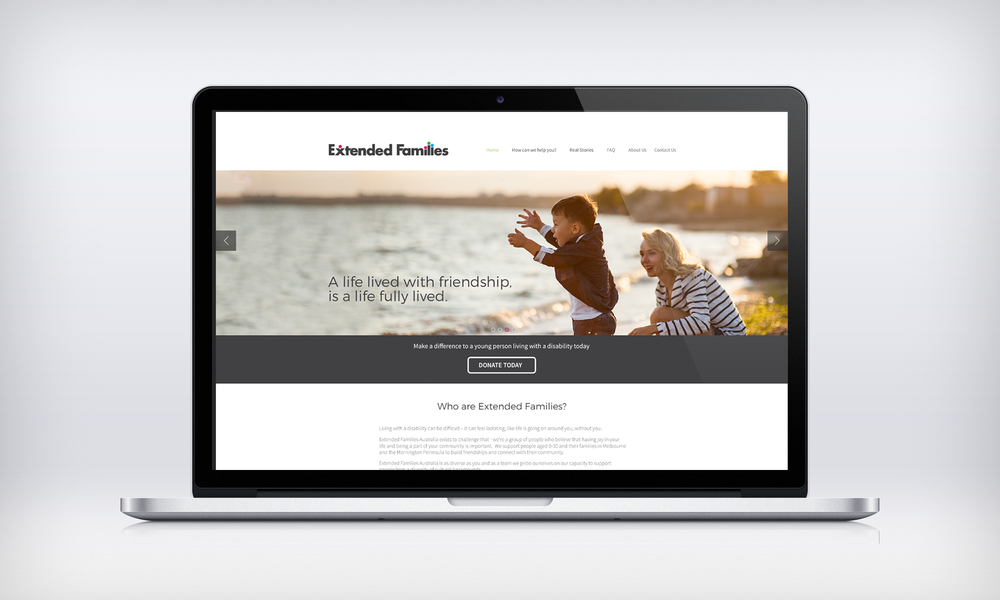 Extended Families
Home How can we help you? Real Stories FAQ About Us Contact Us
A life lived with friendship,
is a life fully lived.
Make a difference to a young person living with a disability today
DONATE TODAY
Who are Extended Families?
Living with a disability can be difficult – it can feel isolating, like life is going on around you, without you.
Extended Families Australia exists to challenge that - we're a group of people who believe that having joy in your
life and being a part of your community is important. We support people aged 0-30 and their families in Melbourne
and the Mornington Peninsula to build friendships and connect with their community.
Extended Families Australia is as diverse as you and as a team we pride ourselves on our capacity to support